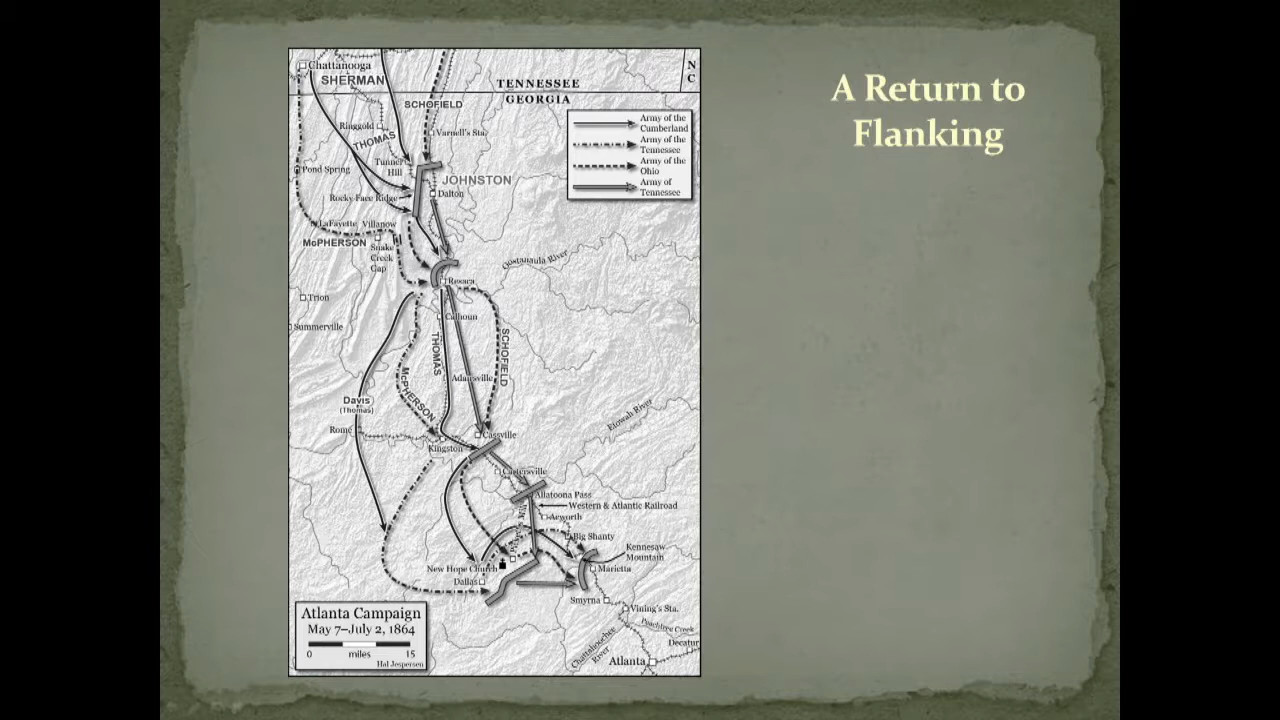 A Return to
Flanking
Chattanooga
SHERMAN
TENNESSEE
N
C
GEORGIA
SCHOFIELD
Army of the
Cumberland
Army of the
Tennessee
Army of the
Ohio
Army of
Tennessee
Ringgold
THOMAS
Varnell's Sta.
Tunnel
Hill
Pond Spring
JOHNSTON
Rocky Face Ridge
Dalton
LaFayette
Villanow
McPHERSON
Snake
Creek
Gap
Oostanaula River
Resaca
Trion
Calhoun
Summerville
THOMAS
SCHOFIELD
McPHERSON
Adairsville
Davis
(Thomas)
Etowah River
Rome
Cassville
Kingston
Cartersville
Allatoona Pass
Western & Atlantic Railroad
Acworth
Big Shanty
Kennesaw
Mountain
New Hope Church
Marietta
Dallas
Smyrna
Vining's Sta.
Peachtree Creek
Decatur
Chattahoochee
River
Atlanta
Atlanta Campaign
May 7–July 2, 1864
0 miles 15
Hal Jespersen